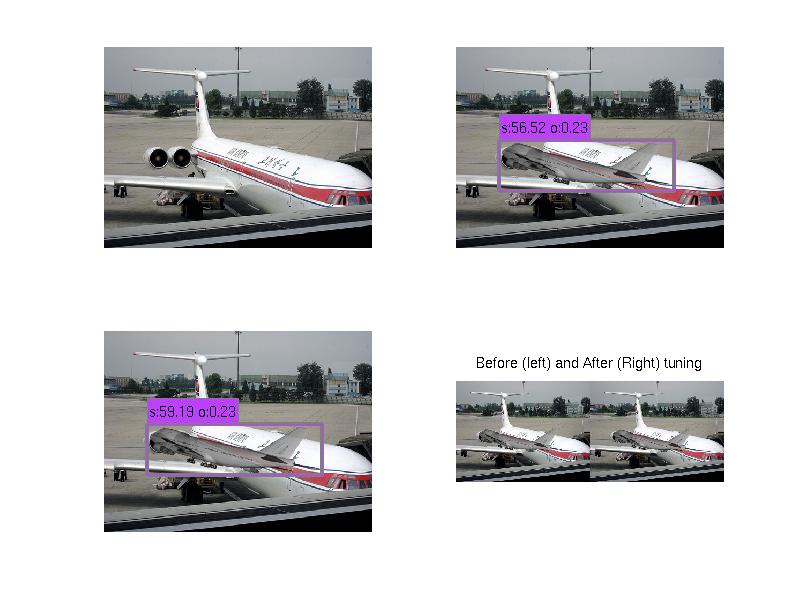 s:56.52 o:0.23
s:59.19 o:0.23
Before (left) and After (Right) tuning